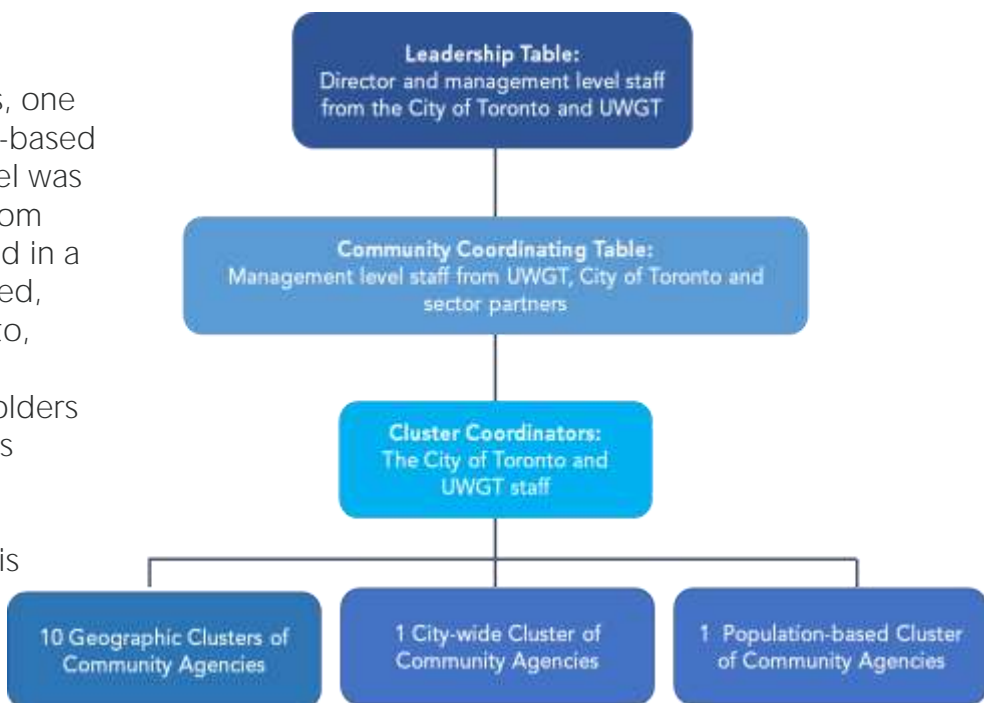 s, one
-based
el was
om
d in a
ed,
to,
olders
s
is
Leadership Table:
Director and management level staff
from the City of Toronto and UWGT
Community Coordinating Table:
Management level staff from UWGT, City of Toronto and
sector partners
Cluster Coordinators:
The City of Toronto and
UWGT staff
10 Geographic Clusters of
Community Agencies
1 City-wide Cluster of
Community Agencies
1 Population-based Cluster
of Community Agencies